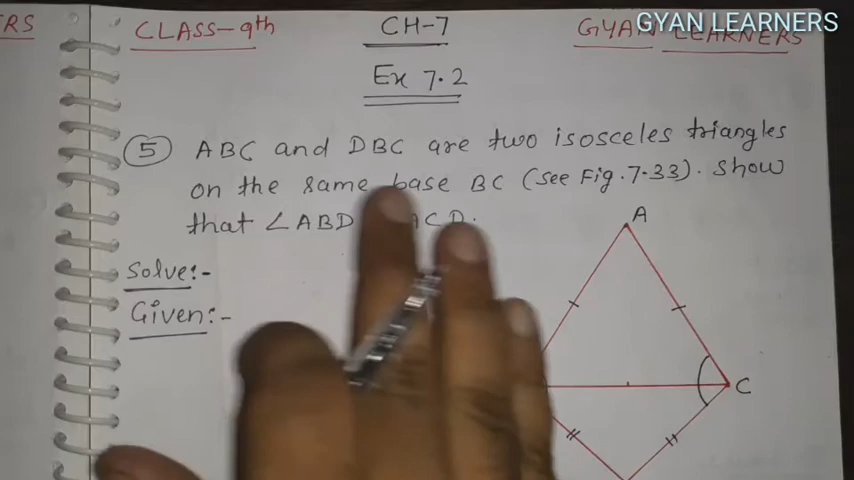 RS
CLASS-9th
CH-7
GYAN LEARNERS
GYAN LEARNERS
Ex 7.2
5 ABC and DBC are two isosceles triangles
on the same base BC (see Fig. 7.33). show
that ∠ABD ACD.
A
Solve:-
Given:-
C